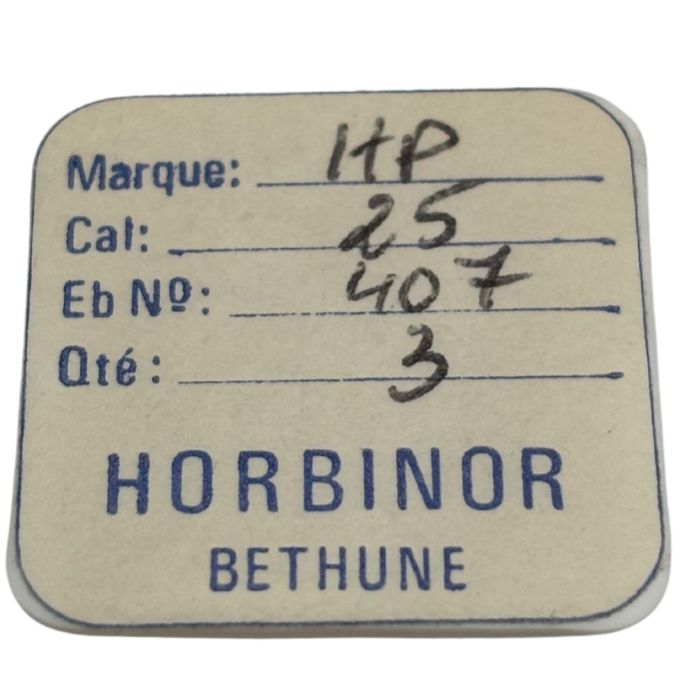 Marque: HP
Cal: 25
Eb Nº: 407
Qté: 3
HORBINOR
BETHUNE